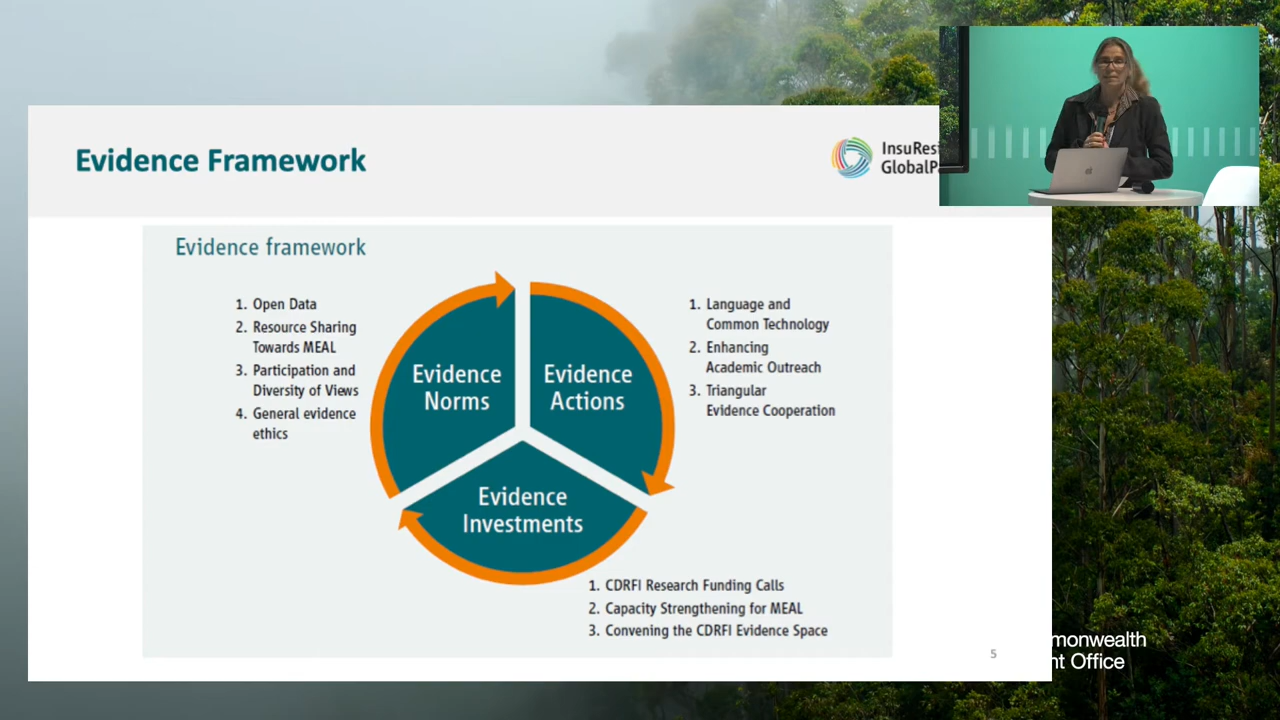 Evidence Framework
InsuRes
GlobalP
Evidence framework
1. Open Data
2. Resource Sharing
Towards MEAL
3. Participation and
Diversity of Views
4. General evidence
ethics
Evidence
Norms
Evidence
Actions
1. Language and
Common Technology
2. Enhancing
Academic Outreach
3. Triangular
Evidence Cooperation
Evidence
Investments
1. CDRFI Research Funding Calls
2. Capacity Strengthening for MEAL
3. Convening the CDRFI Evidence Space
5
monwealth
nt Office